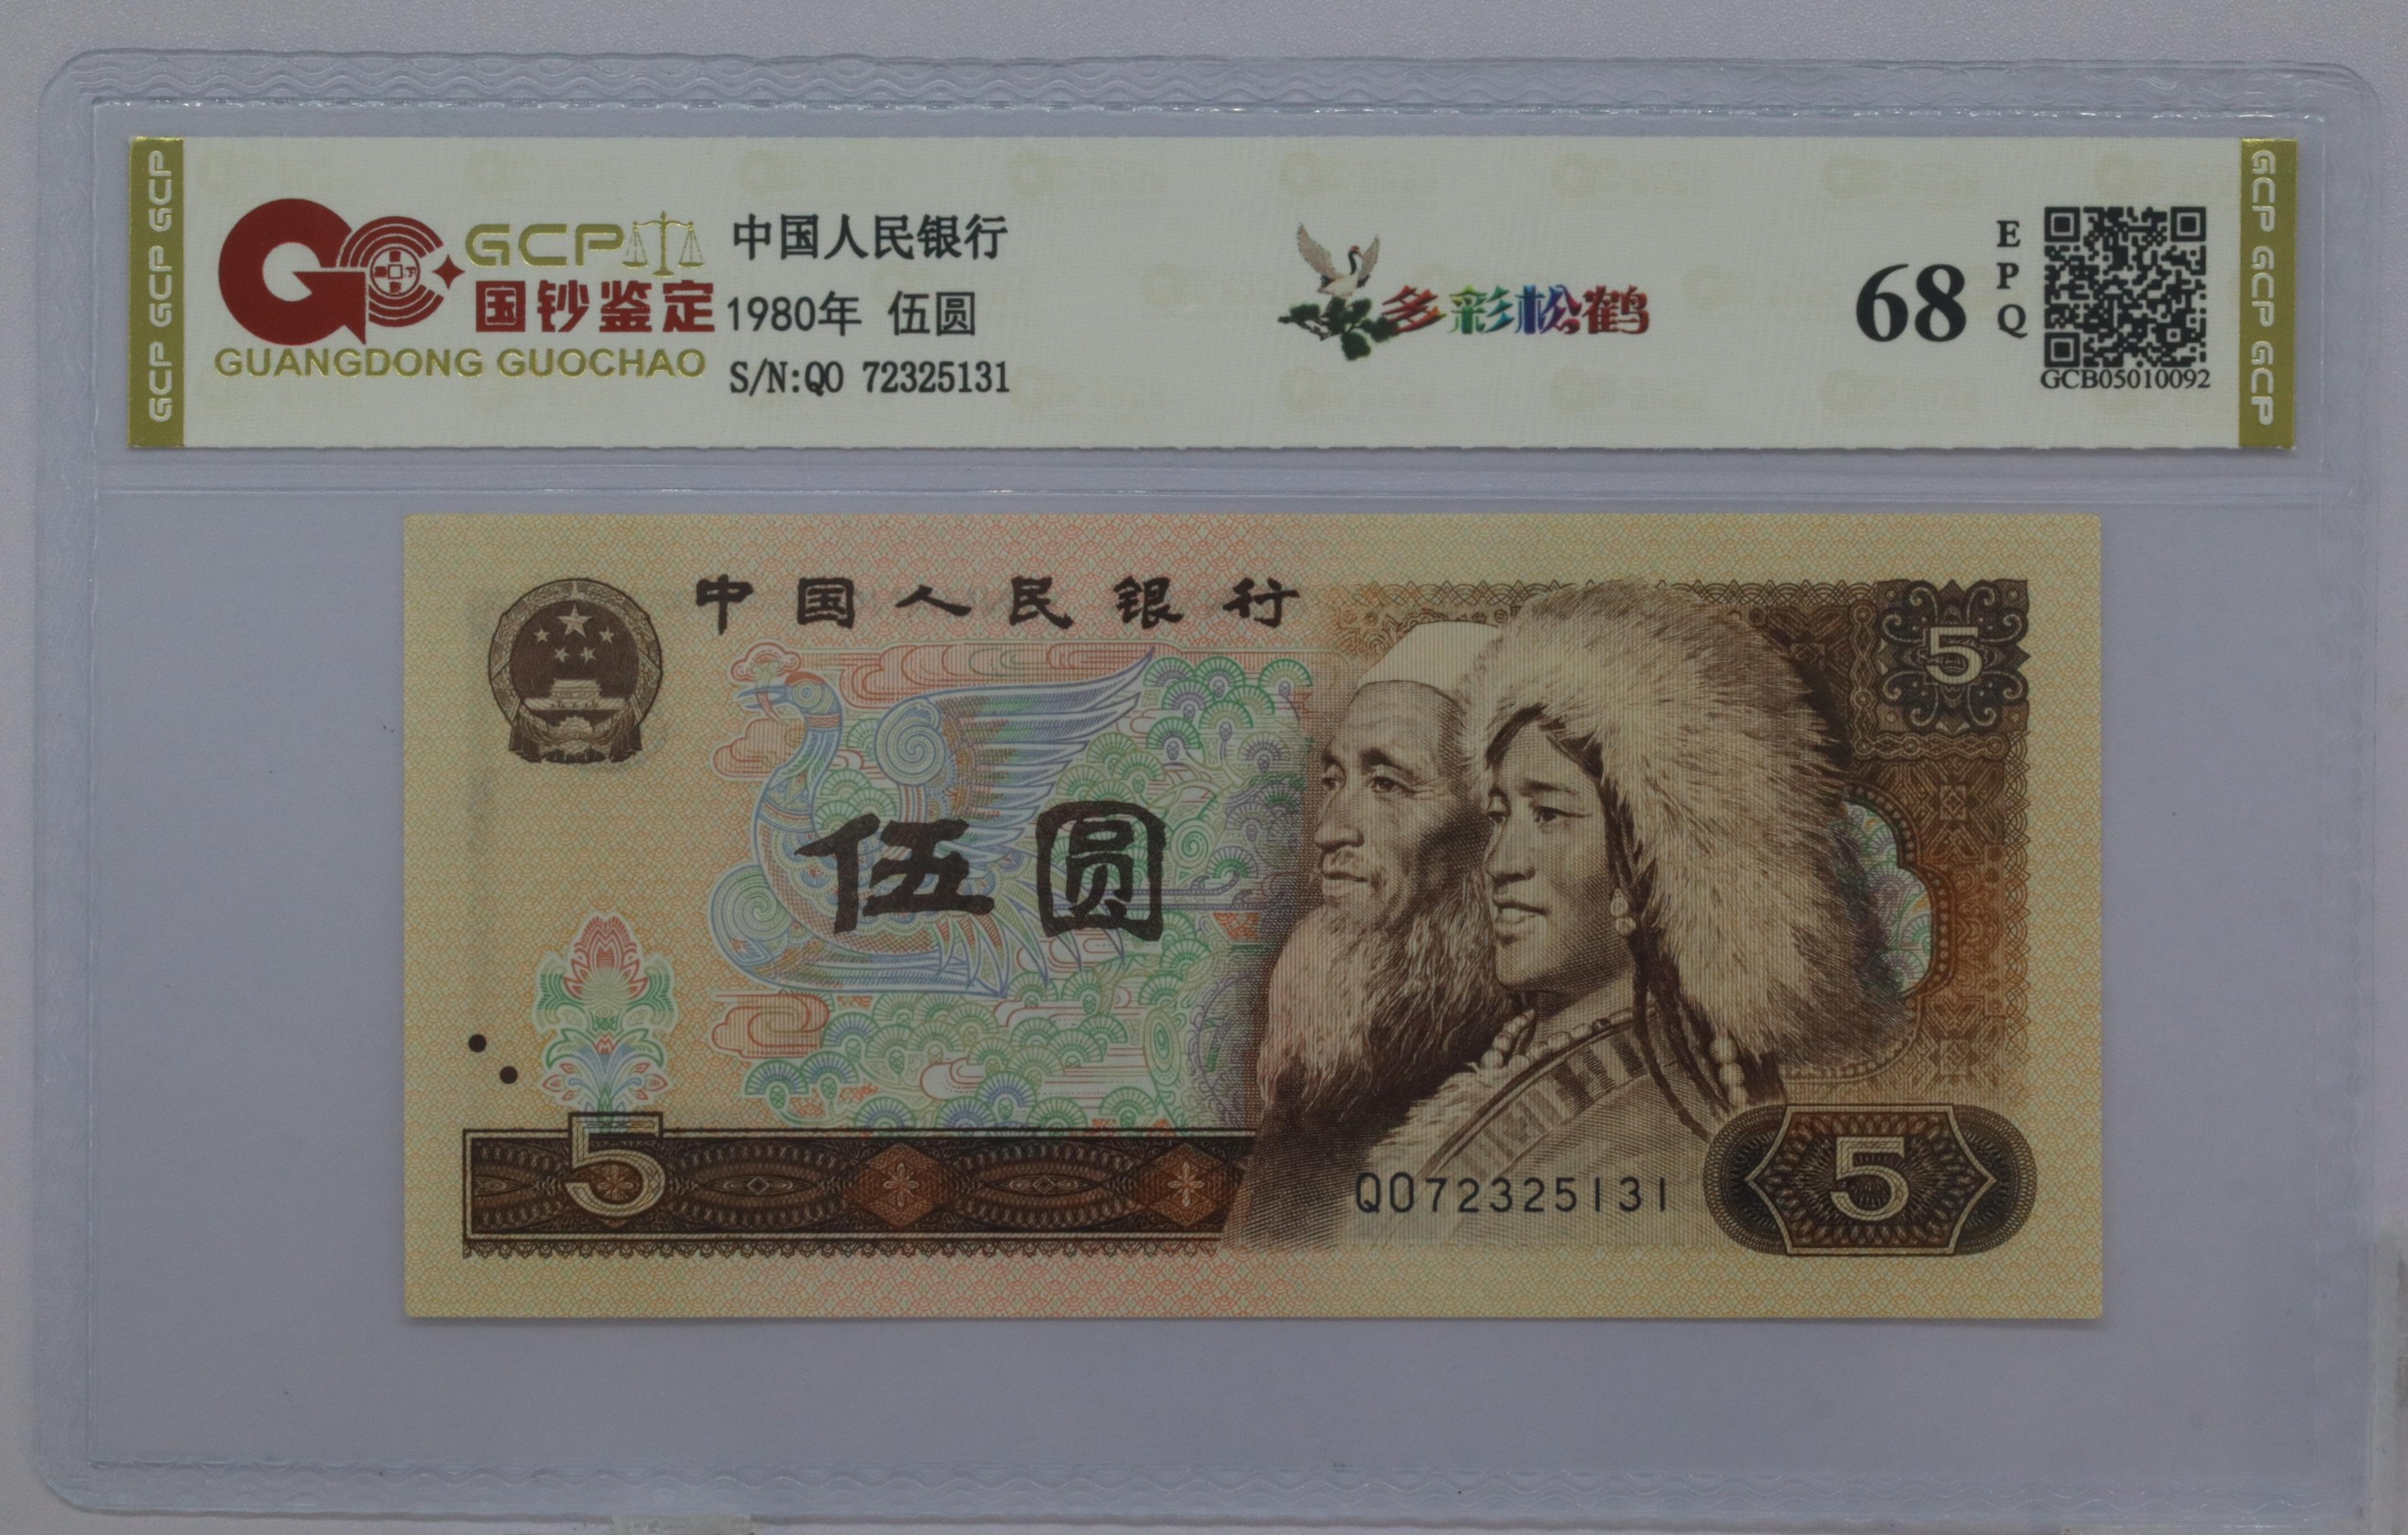 GCP GCP GCP
GCP
国钞鉴定
GUANGDONG GUOCHAO
中国人民银行
1980年 伍圆
S/N:QO 72325131
多彩松鹤
68
EPQ
GCB05010092
GCP GCP GCP
中国人民银行
5
伍圆
5
QO72325131
5